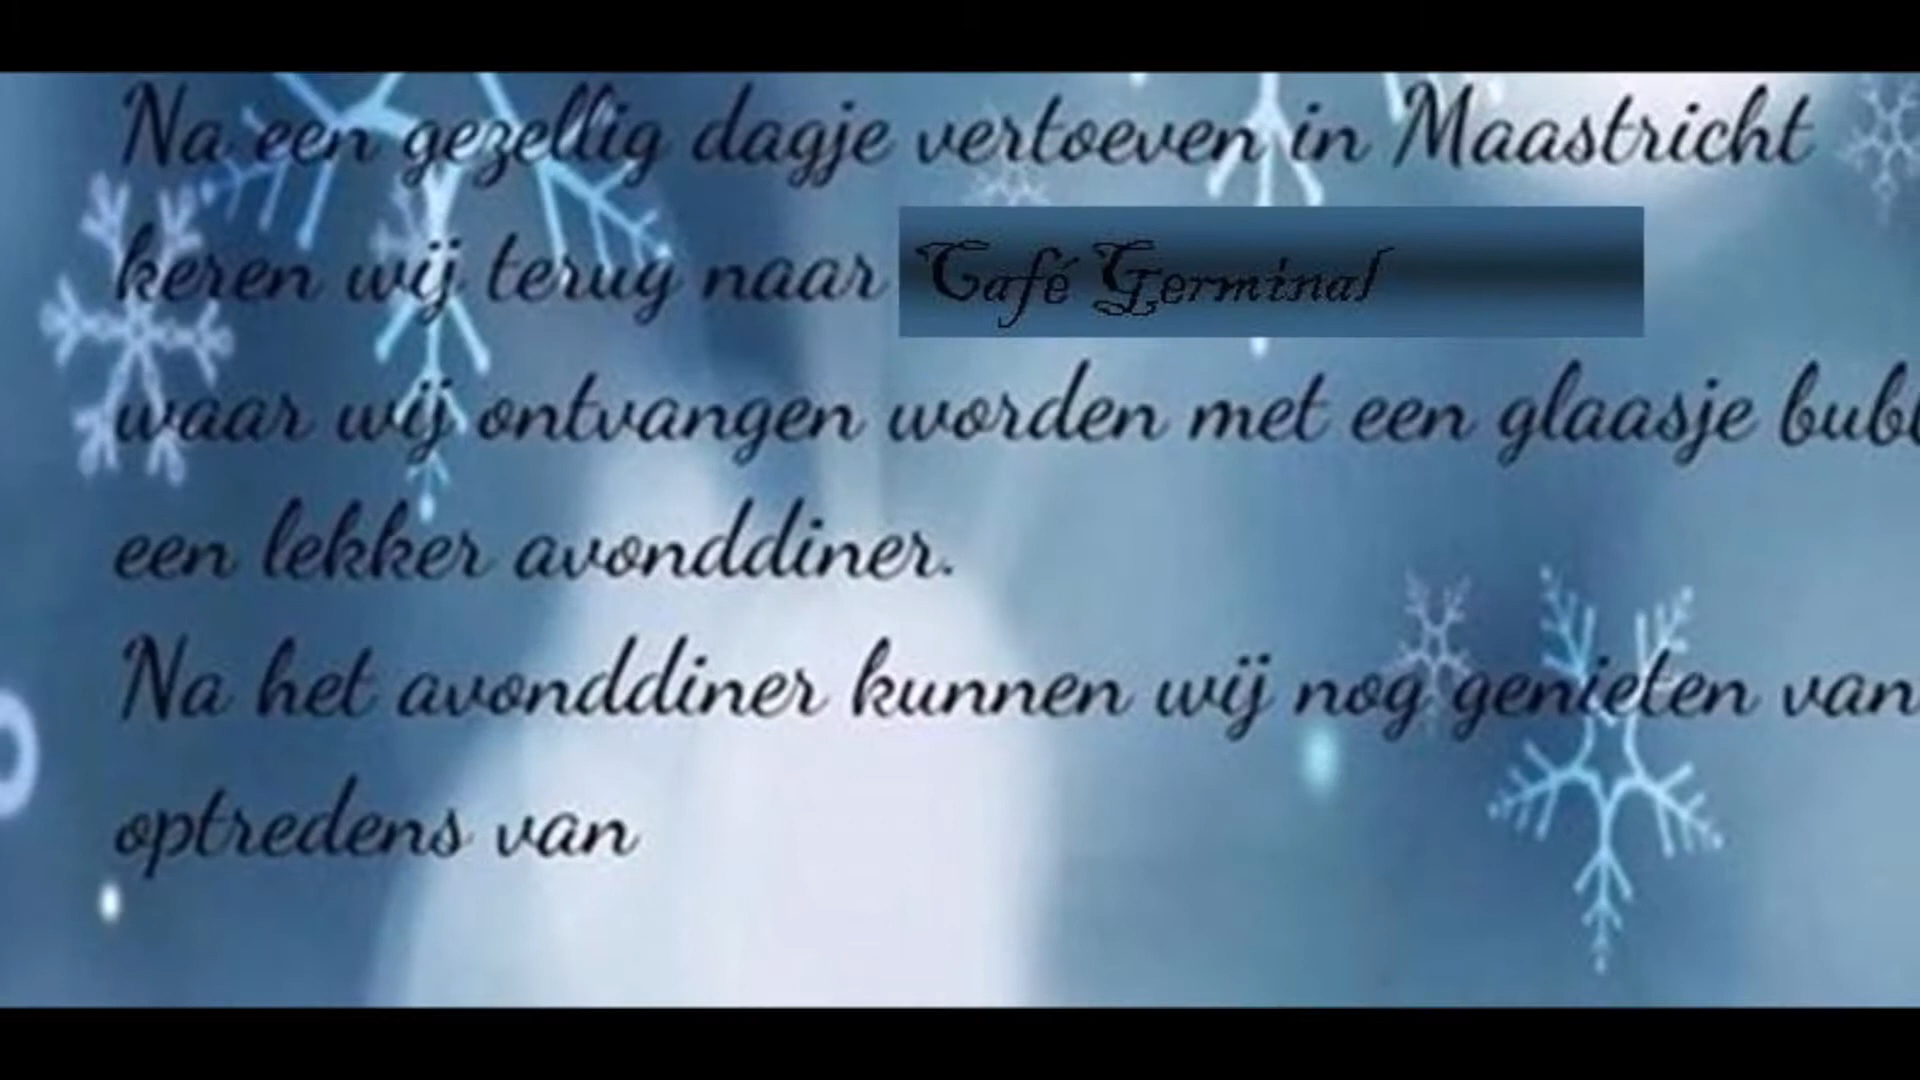 Na een gezellig dagje vertoeven in Maastricht
keren wij terug naar Café Germinal
waar wij ontvangen worden met een glaasje
een lekker avonddiner.
Na het avonddiner kunnen wij nog genieten van
optredens van